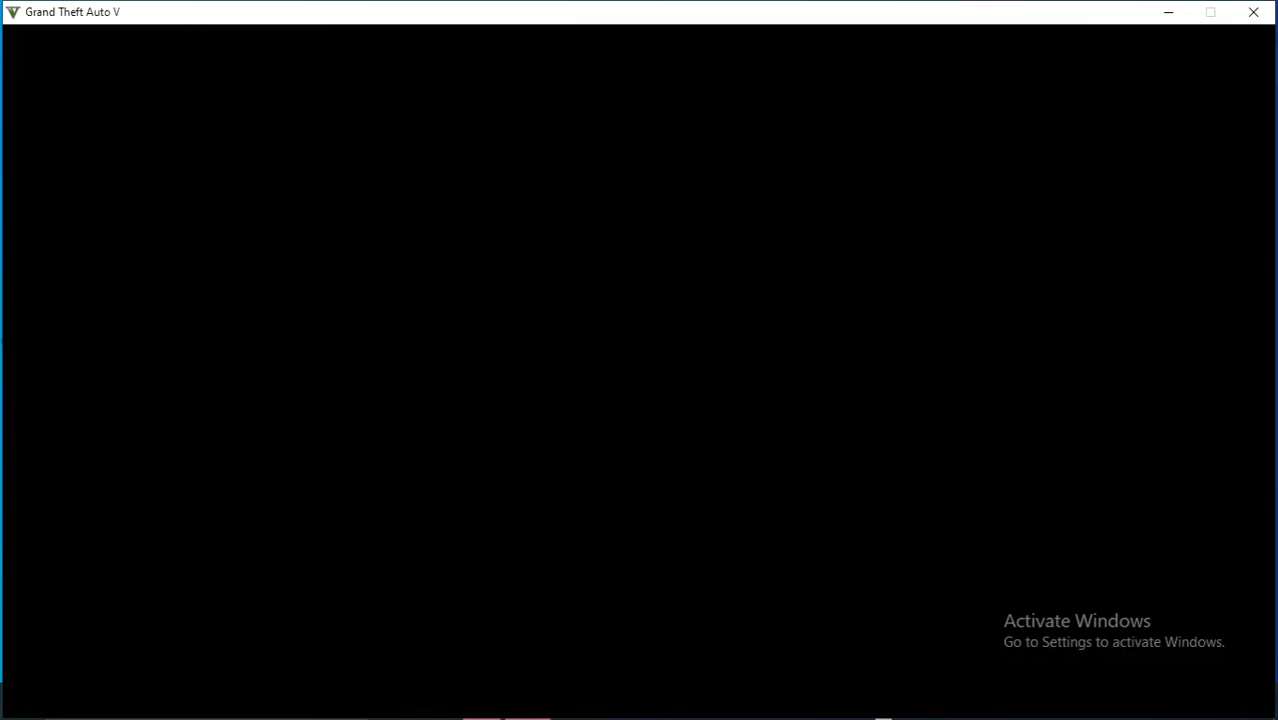 Grand Theft Auto V
Activate Windows
Go to Settings to activate Windows.